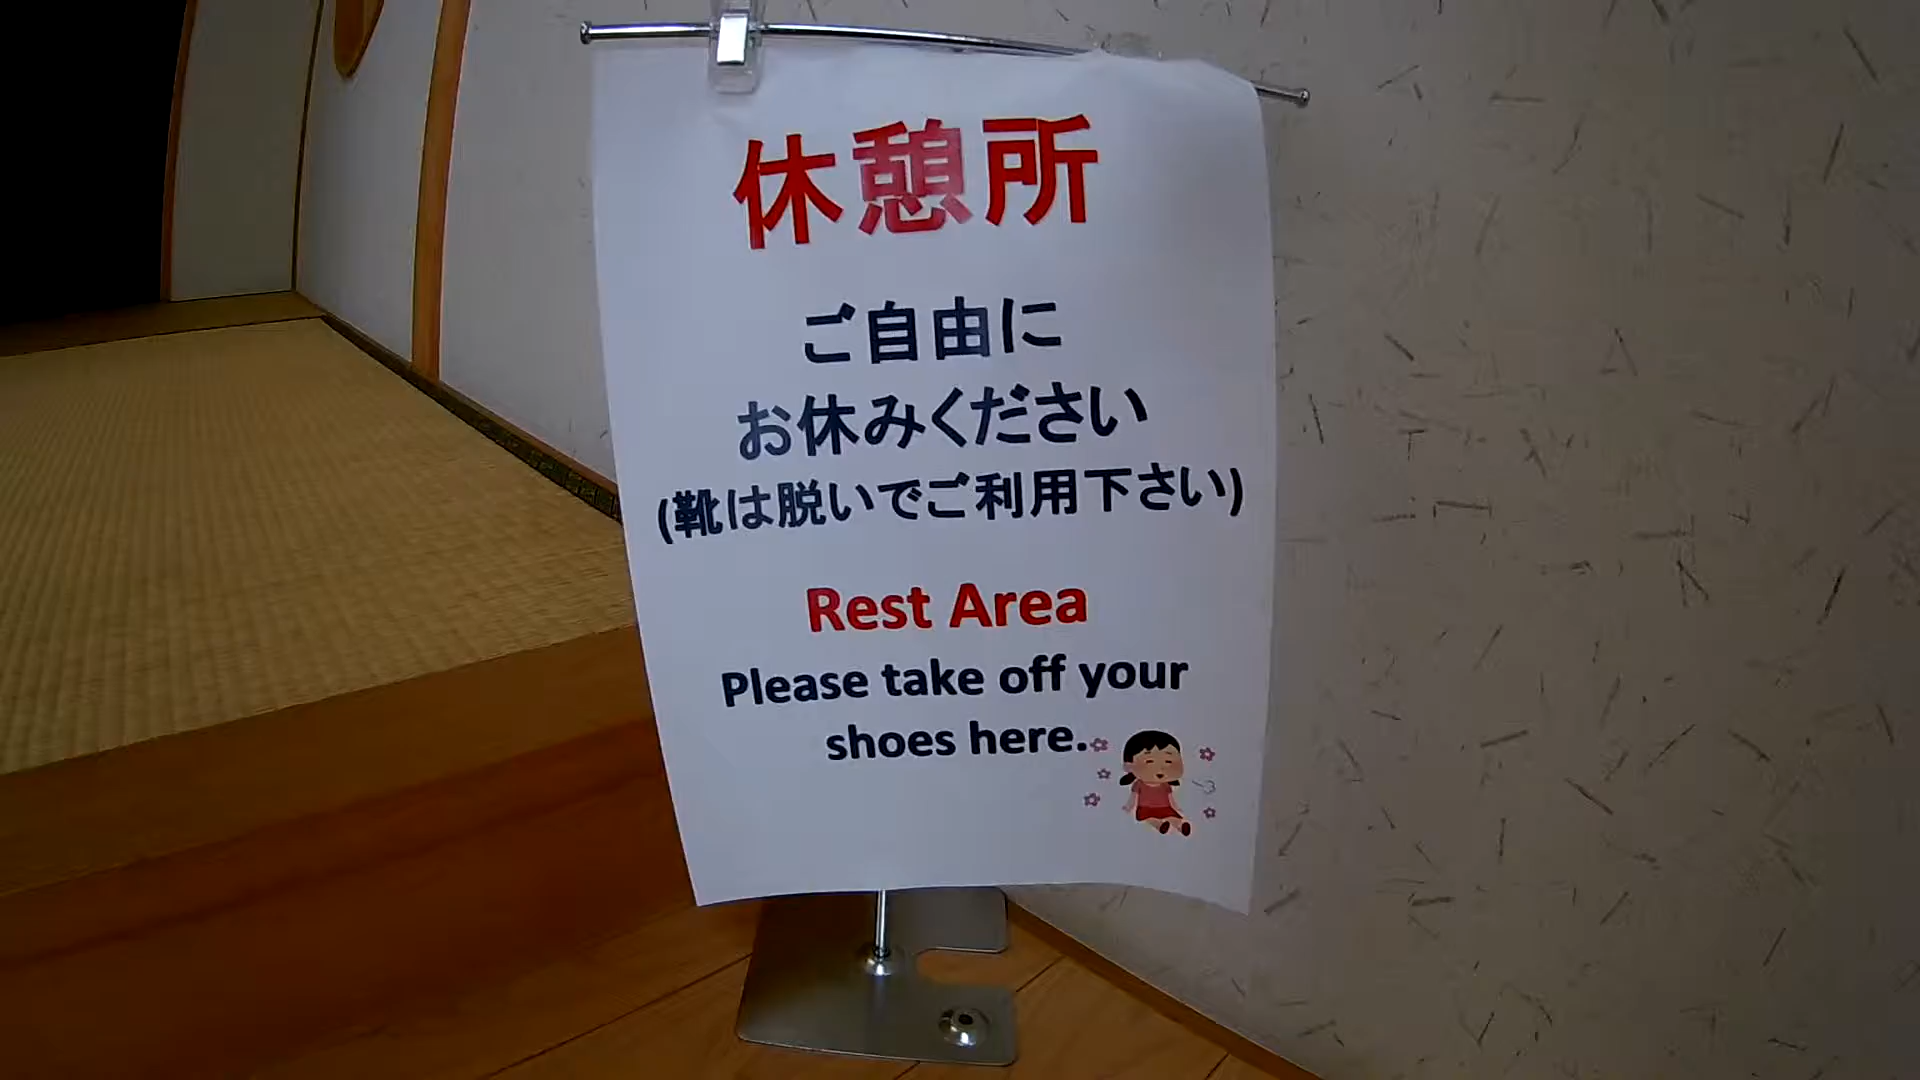 休憩所
ご自由に
お休みください
(靴は脱いでご利用下さい)
Rest Area
Please take off your
shoes here.